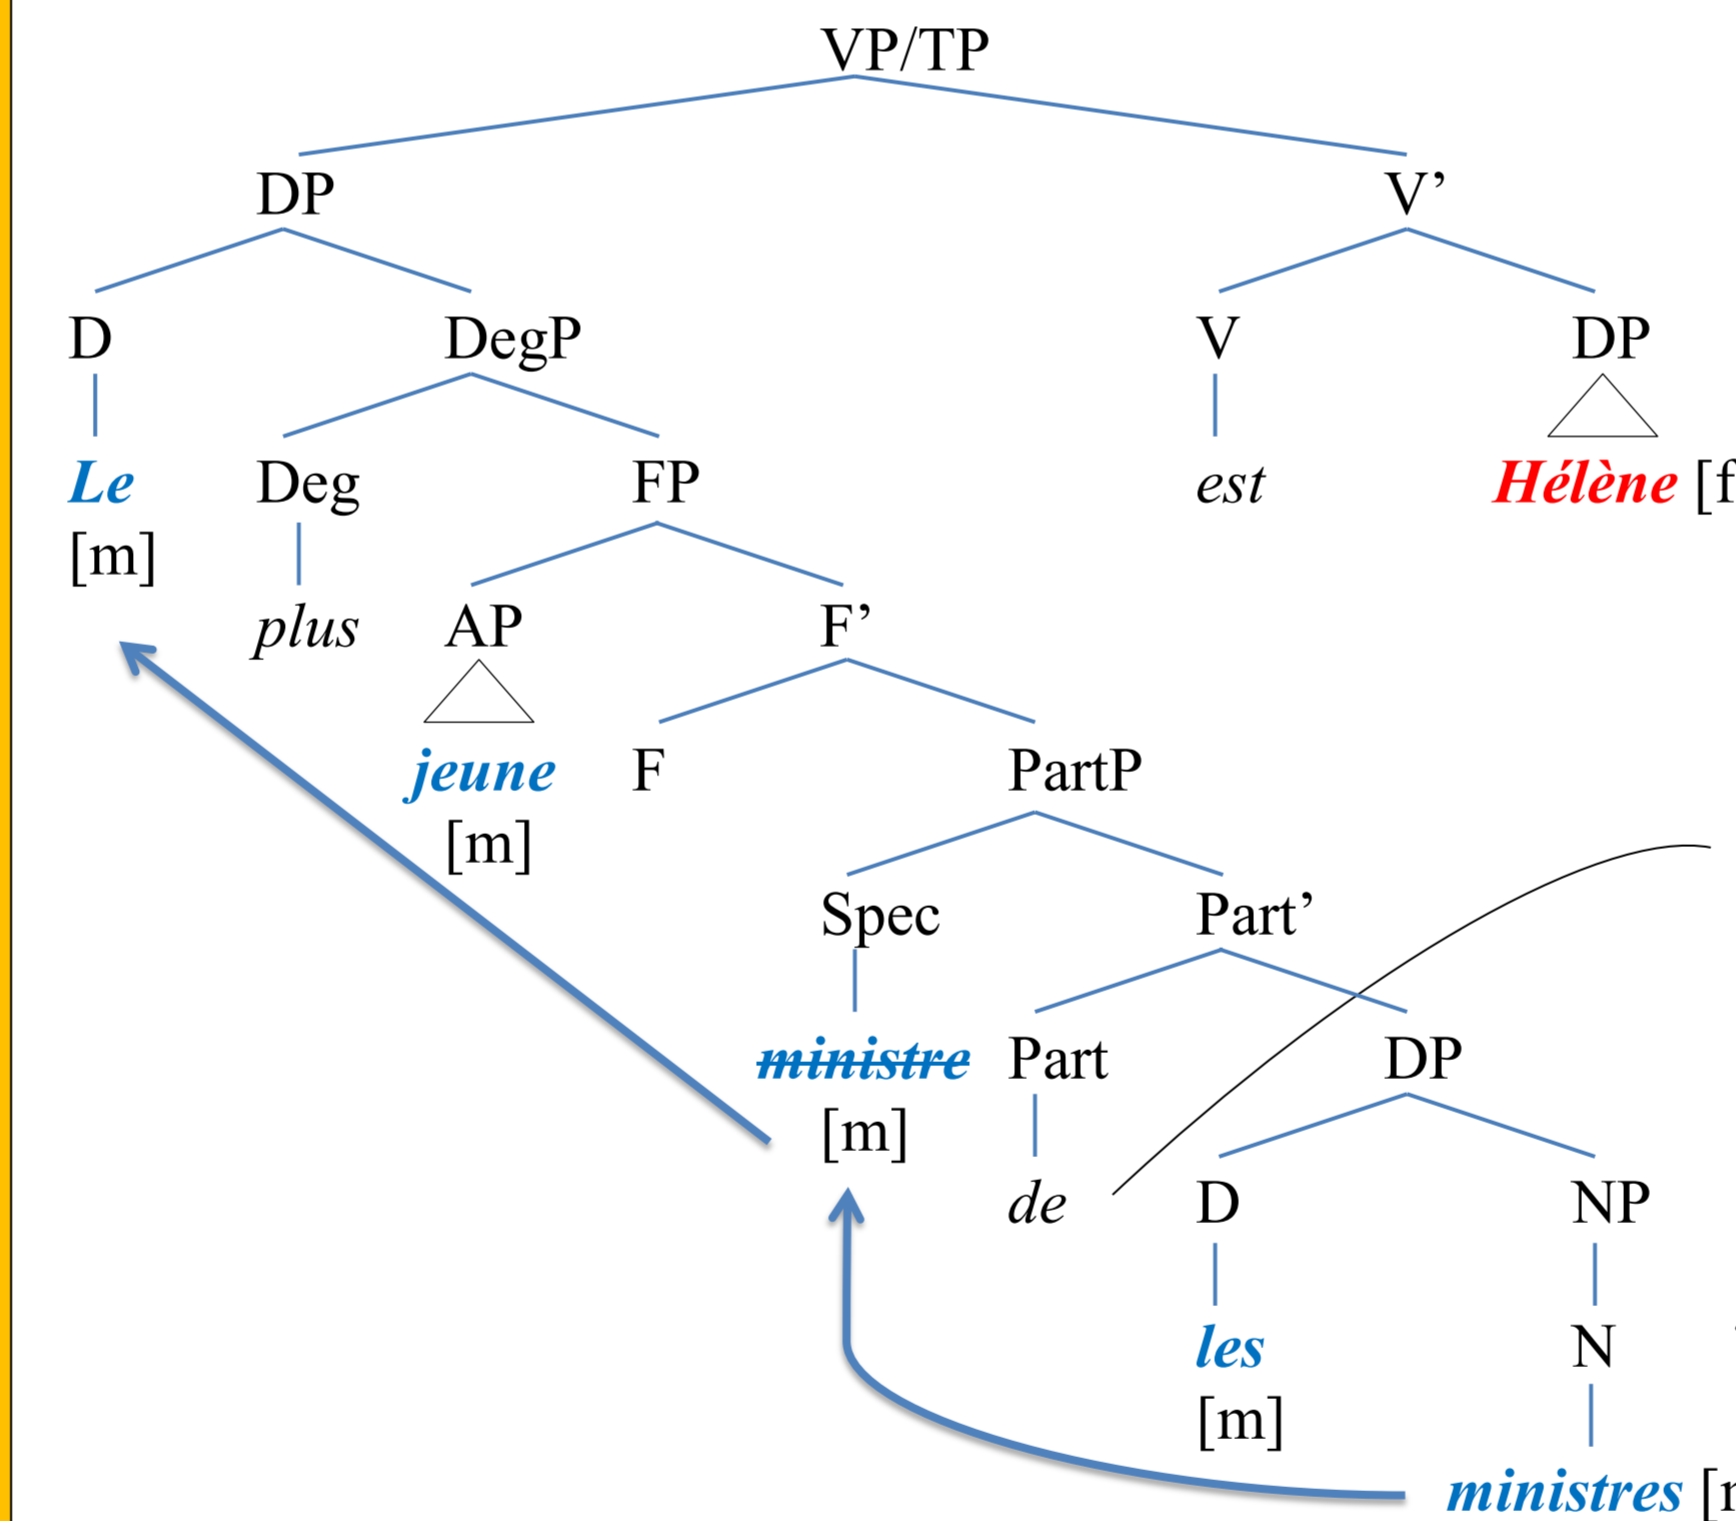 VP/TP
DP V’
D DegP V DP
Le Deg FP est Hélène [f
[m]
plus AP F’
jeune F PartP
[m]
Spec Part’
ministre Part DP
[m]
de D NP
les N
[m]
ministres [